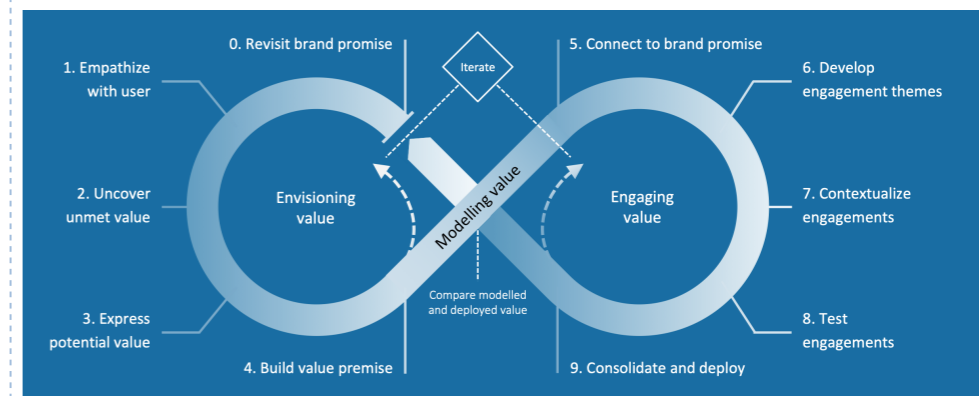 0. Revisit brand promise
1. Empathize
with user
2. Uncover
unmet value
3. Express
potential value
4. Build value premise
Envisioning
value
Iterate
Modelling value
Compare modelled
and deployed value
Engaging
value
5. Connect to brand promise
6. Develop
engagement themes
7. Contextualize
engagements
8. Test
engagements
9. Consolidate and deploy